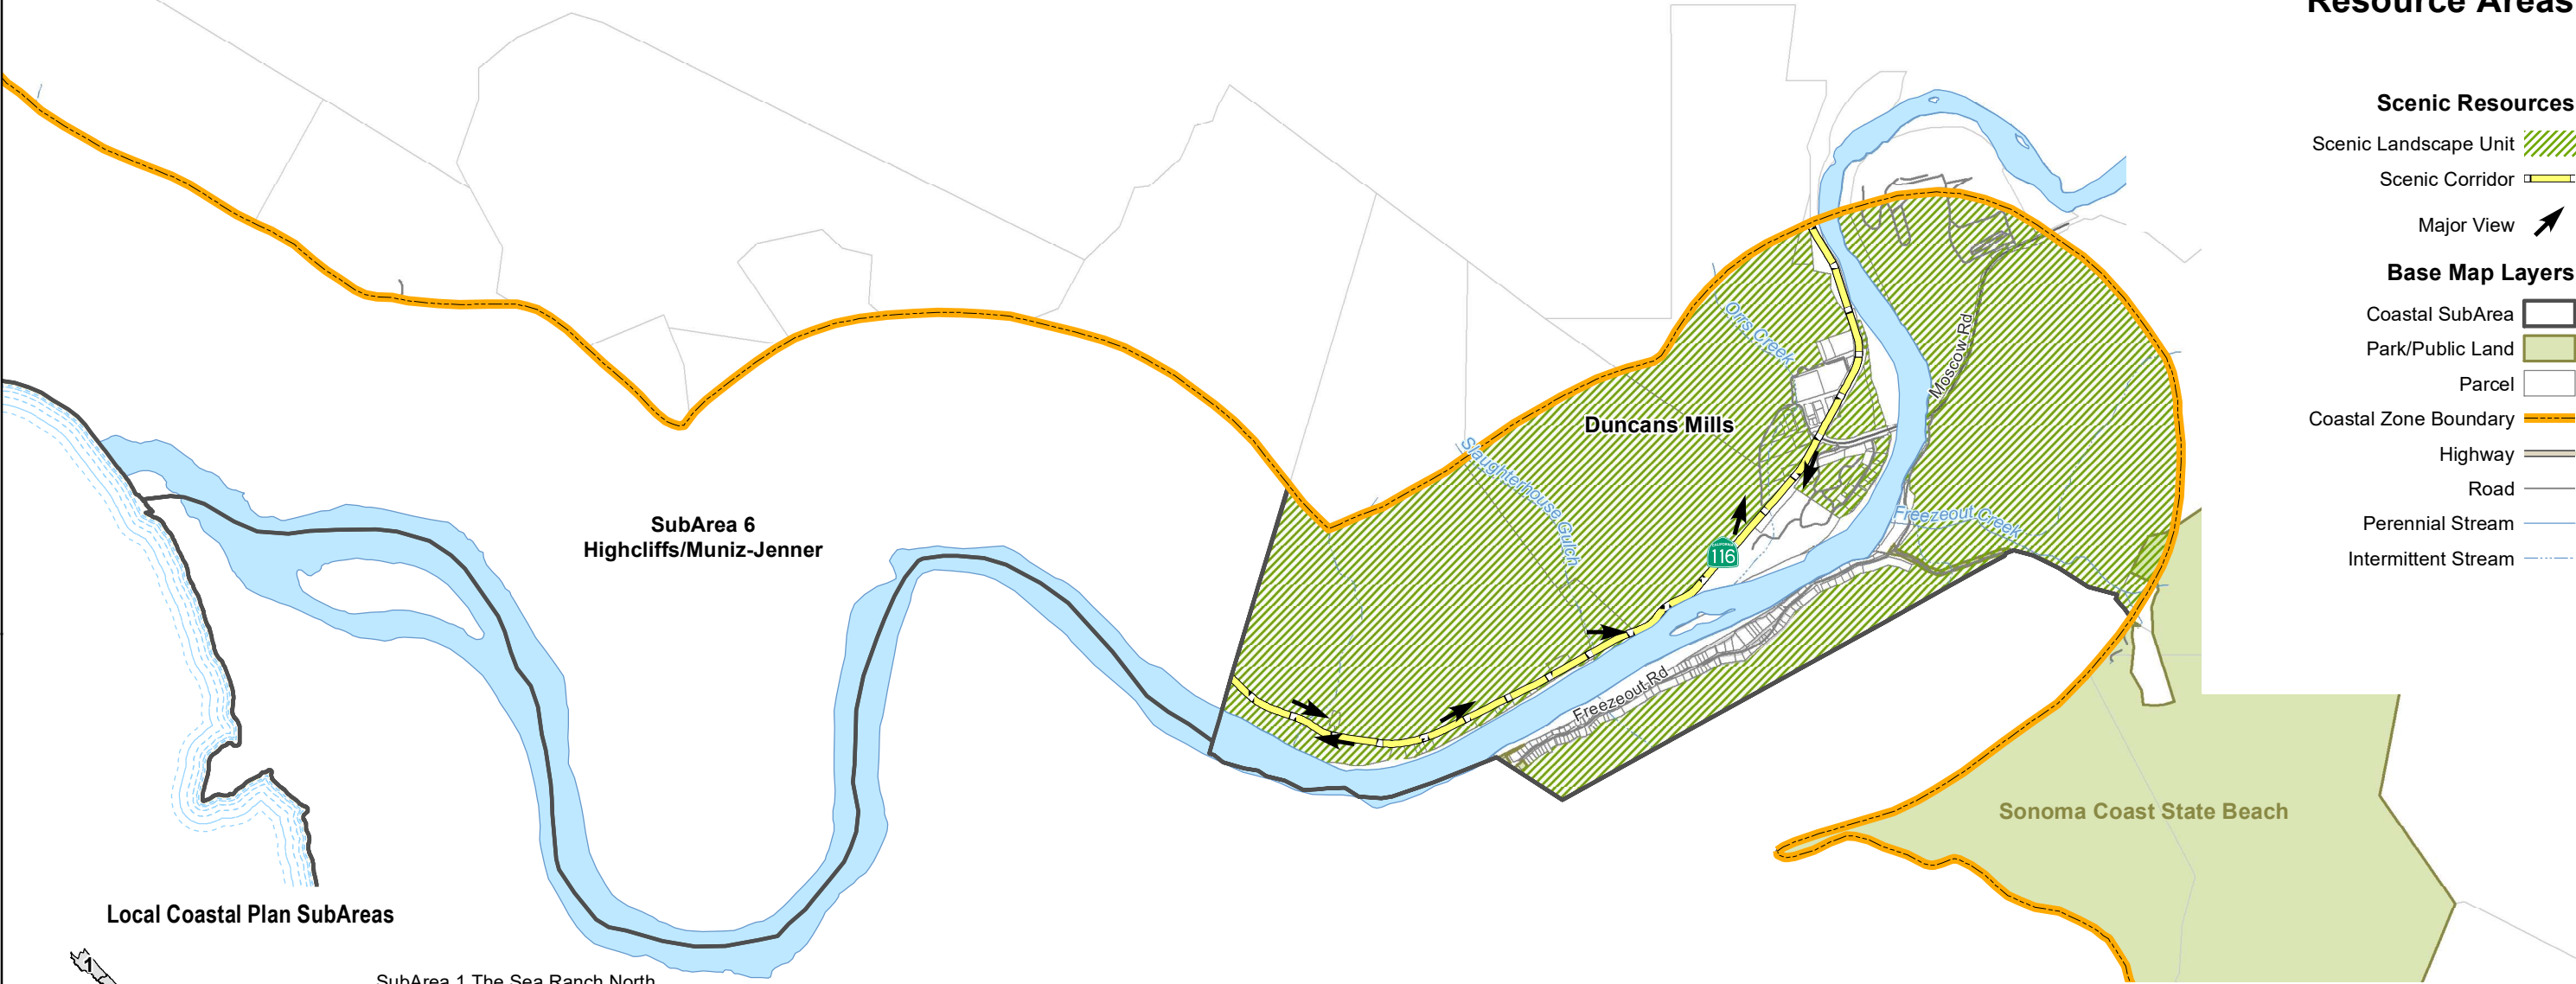 Resource Areas
Scenic Resources
Scenic Landscape Unit
Scenic Corridor
Major View
Base Map Layers
Coastal SubArea
Park/Public Land
Parcel
Coastal Zone Boundary
Highway
Road
Perennial Stream
Intermittent Stream
Orrs Creek
Moscow Rd
Duncans Mills
Slaughterhouse Gulch
Freezeout Creek
SubArea 6
Highcliffs/Muniz-Jenner
116
Freezeout Rd
Sonoma Coast State Beach
Local Coastal Plan SubAreas
1
SubArea 1 The Sea Ranch North